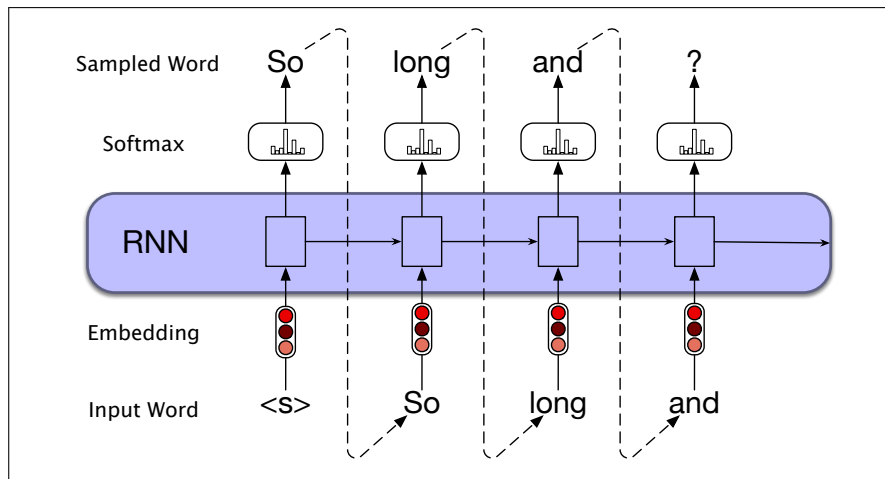 Sampled Word So long and ?
Softmax
RNN
Embedding
Input Word <s> So long and